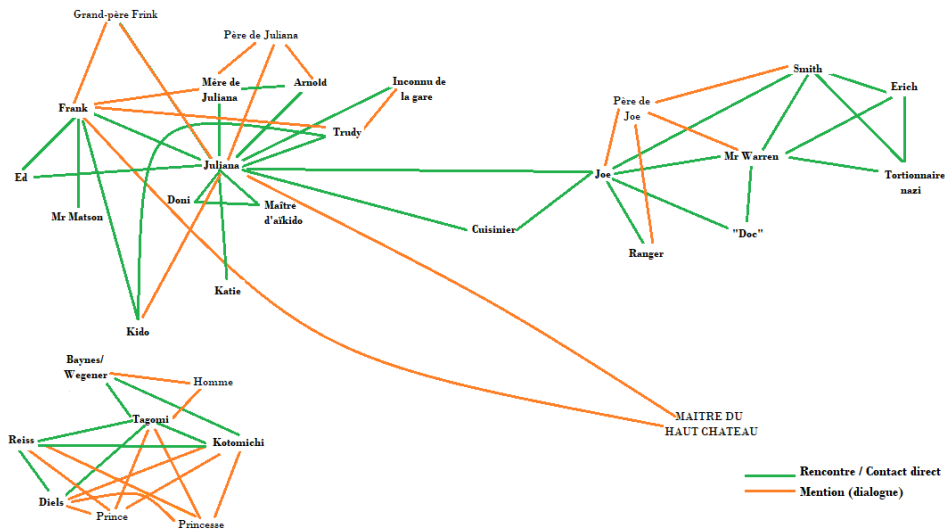 Grand-père Frink
Père de Juliana
Mère de
Juliana
Arnold
Inconnu de
la gare
Smith
Erich
Frank
Père de
Joe
Trudy
Mr Warren
Juliana
Joe
Ed
Tortionnaire
nazi
Doni
Maître
d'aïkido
Mr Matson
Cuisinier
"Doc"
Ranger
Katie
Kido
Baynes/
Wegener
Homme
Tagomi
MAITRE DU
HAUT CHATEAU
Reiss
Kotomichi
Rencontre / Contact direct
Mention (dialogue)
Diels
Prince
Princesse